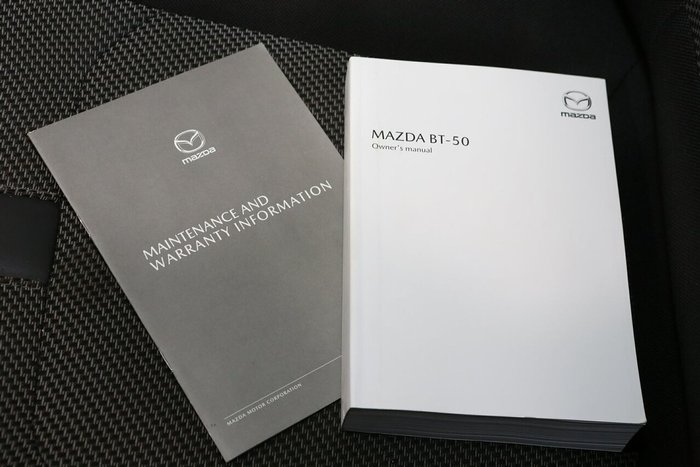 mazda
MAINTENANCE AND
WARRANTY INFORMATION
MAZDA MOTOR CORPORATION
mazda
MAZDA BT-50
Owner's manual